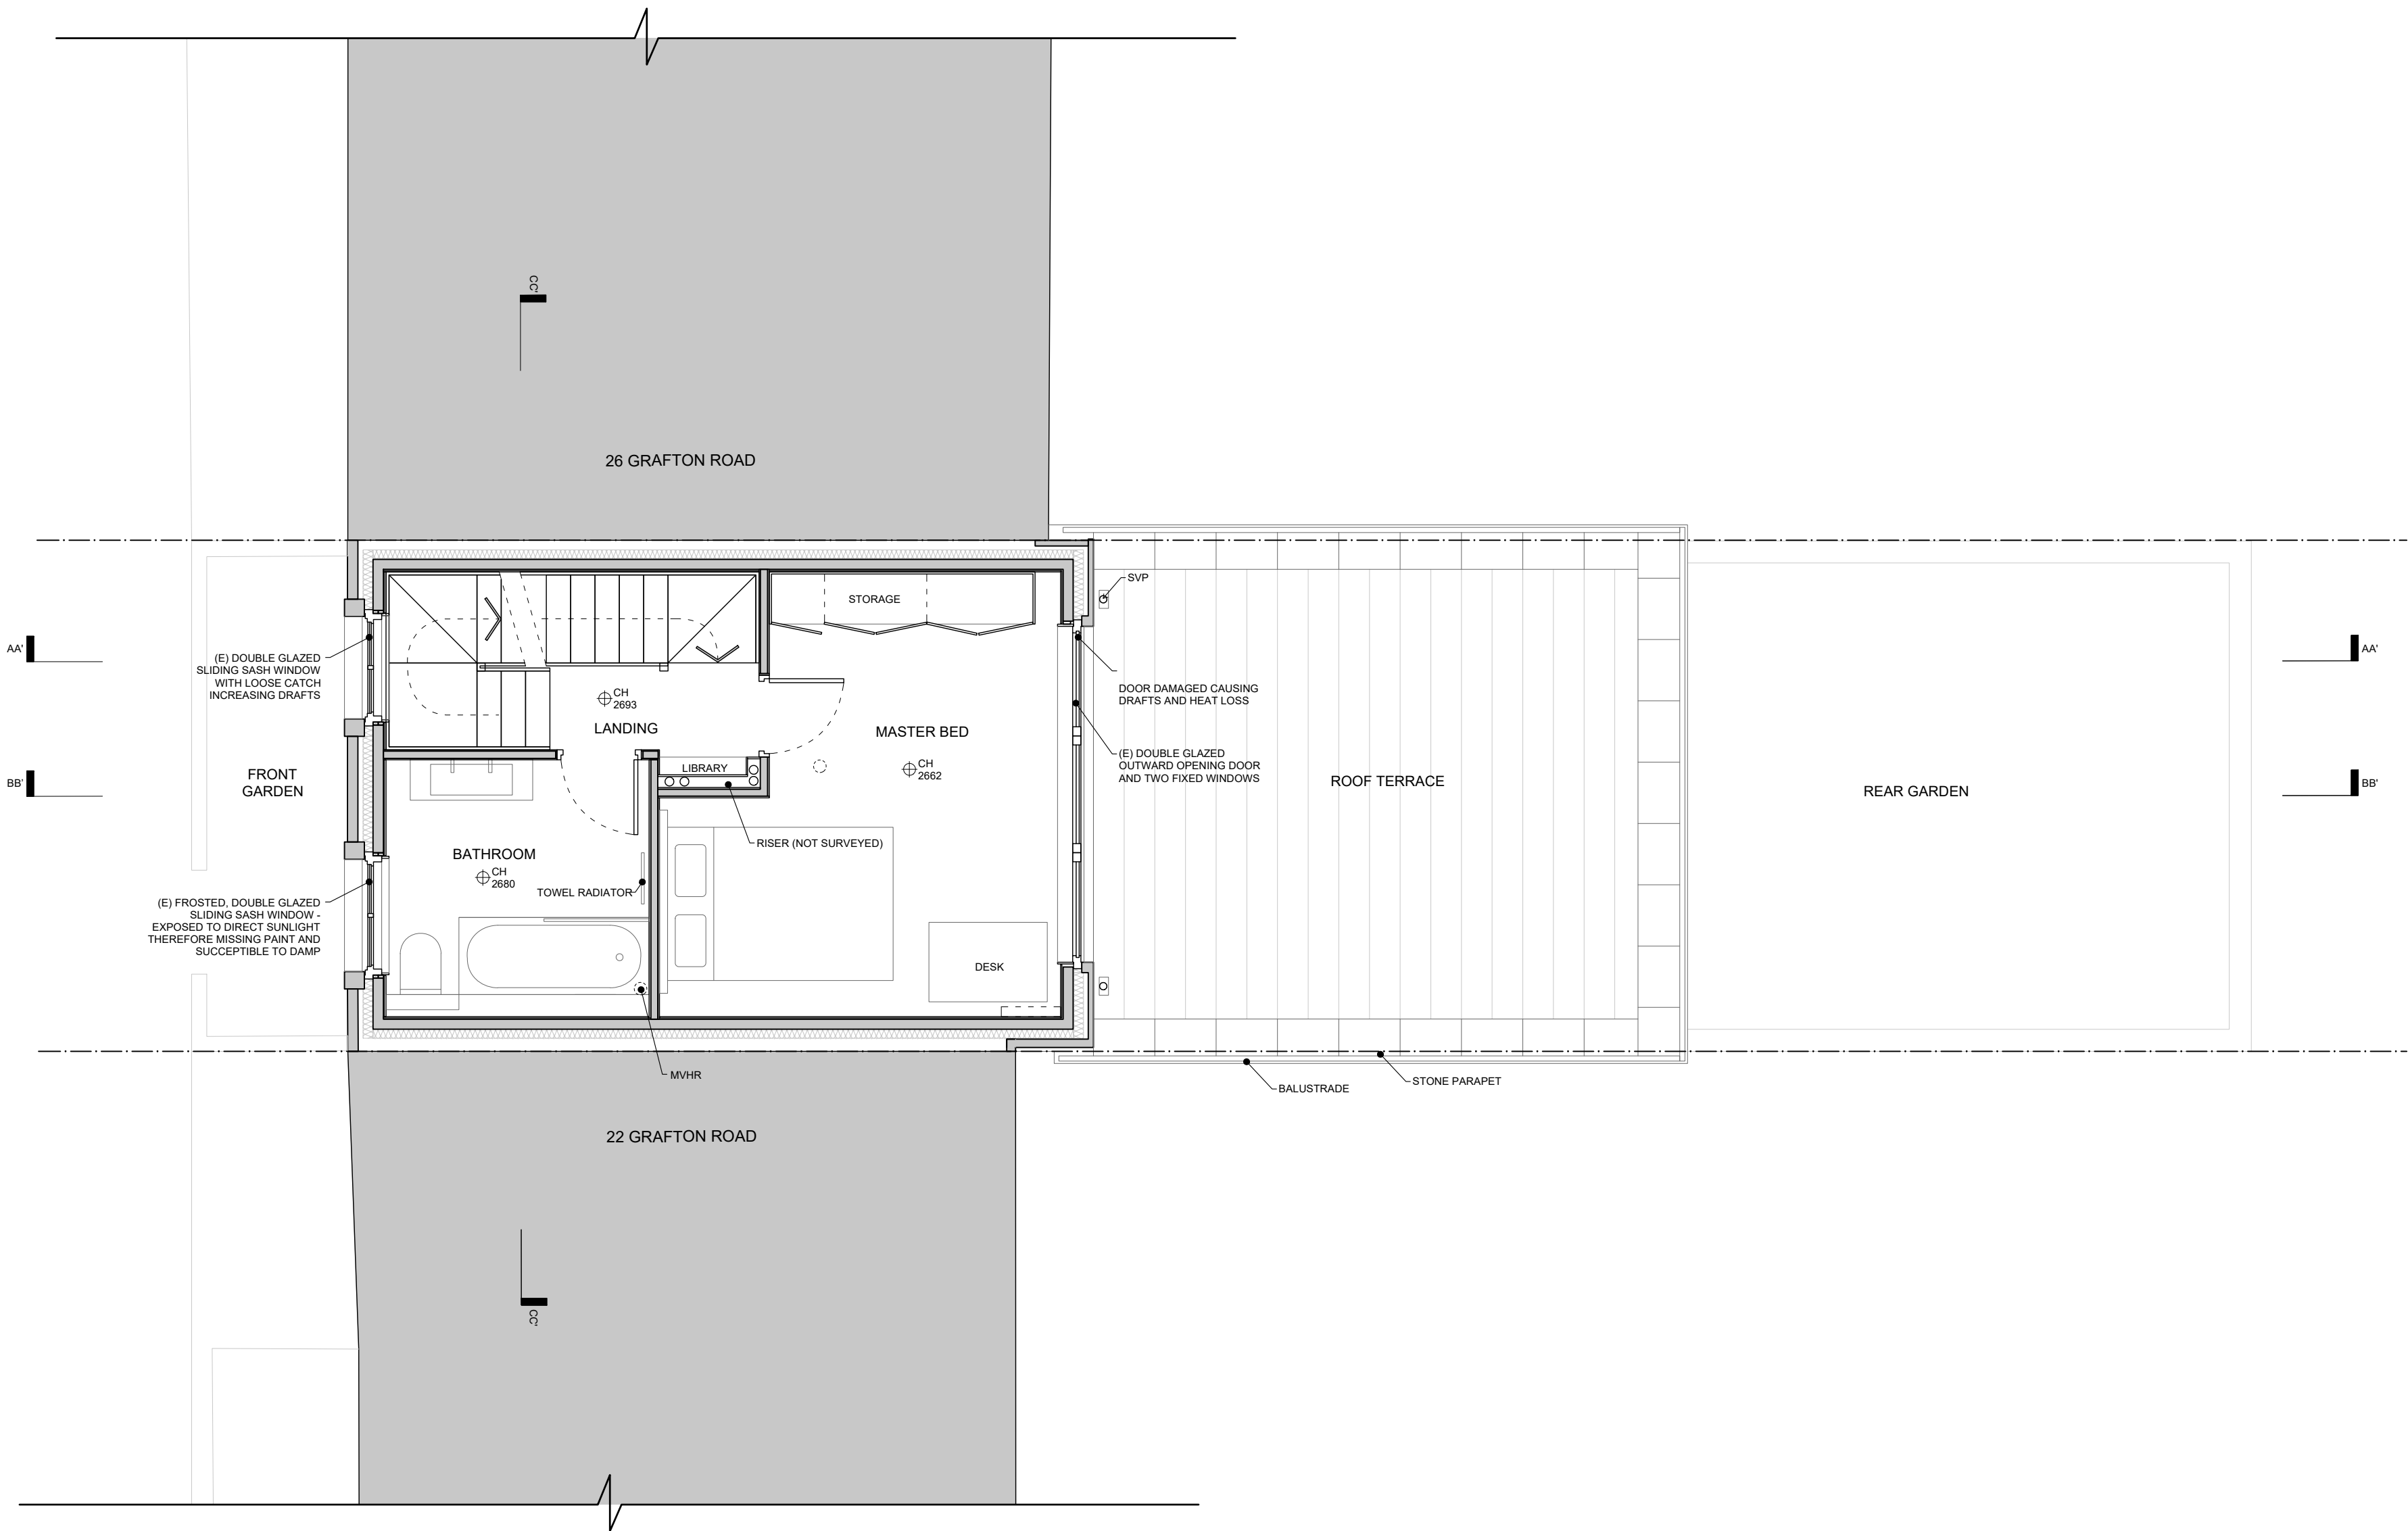 CC'
26 GRAFTON ROAD
SVP
STORAGE
AA'
AA'
(E) DOUBLE GLAZED
SLIDING SASH WINDOW
WITH LOOSE CATCH
INCREASING DRAFTS
CH
2693
LANDING
DOOR DAMAGED CAUSING
DRAFTS AND HEAT LOSS
MASTER BED
CH
2662
(E) DOUBLE GLAZED
OUTWARD OPENING DOOR
AND TWO FIXED WINDOWS
FRONT
GARDEN
LIBRARY
BB'
BB'
ROOF TERRACE
REAR GARDEN
RISER (NOT SURVEYED)
BATHROOM
CH
2680
TOWEL RADIATOR
(E) FROSTED, DOUBLE GLAZED
SLIDING SASH WINDOW -
EXPOSED TO DIRECT SUNLIGHT
THEREFORE MISSING PAINT AND
SUCCEPTIBLE TO DAMP
DESK
MVHR
BALUSTRADE
STONE PARAPET
22 GRAFTON ROAD
CC'